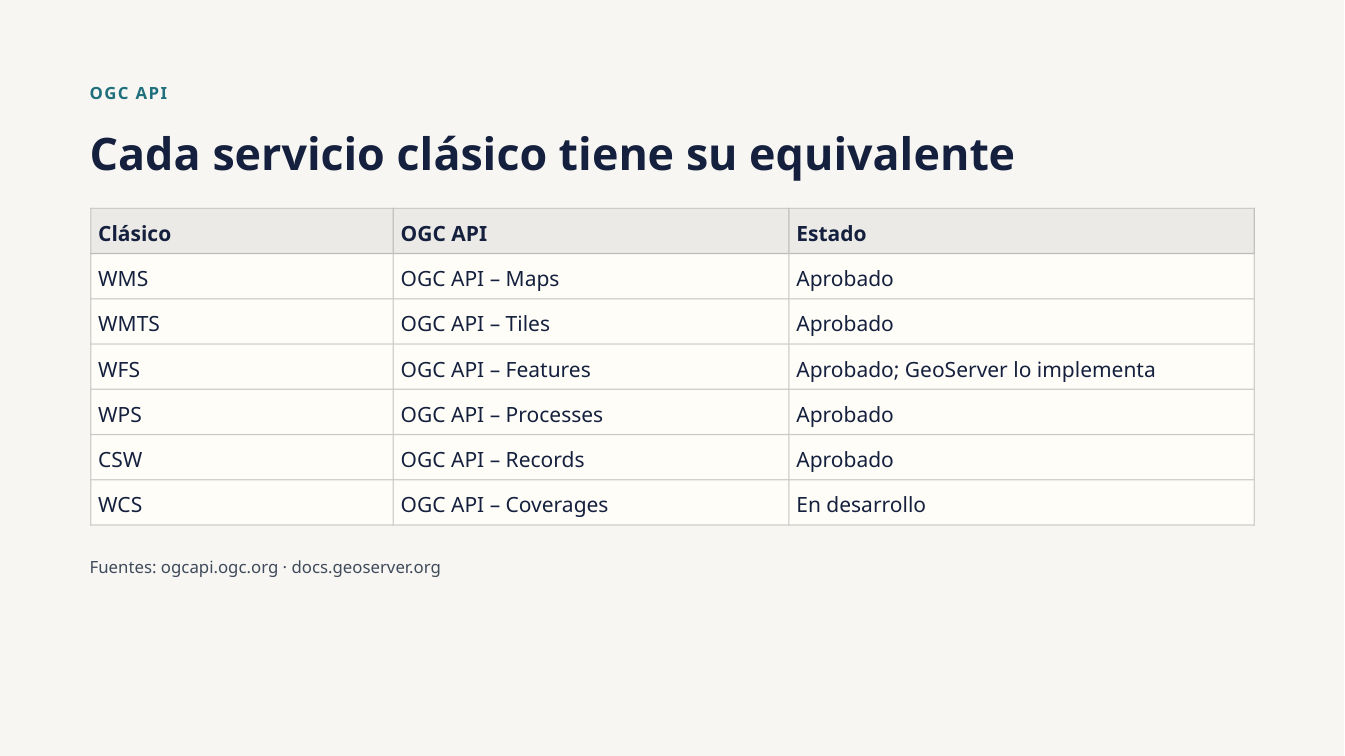 OGC API
Cada servicio clásico tiene su equivalente
Clásico OGC API Estado
WMS OGC API – Maps Aprobado
WMTS OGC API – Tiles Aprobado
WFS OGC API – Features Aprobado; GeoServer lo implementa
WPS OGC API – Processes Aprobado
CSW OGC API – Records Aprobado
WCS OGC API – Coverages En desarrollo
Fuentes: ogcapi.ogc.org · docs.geoserver.org